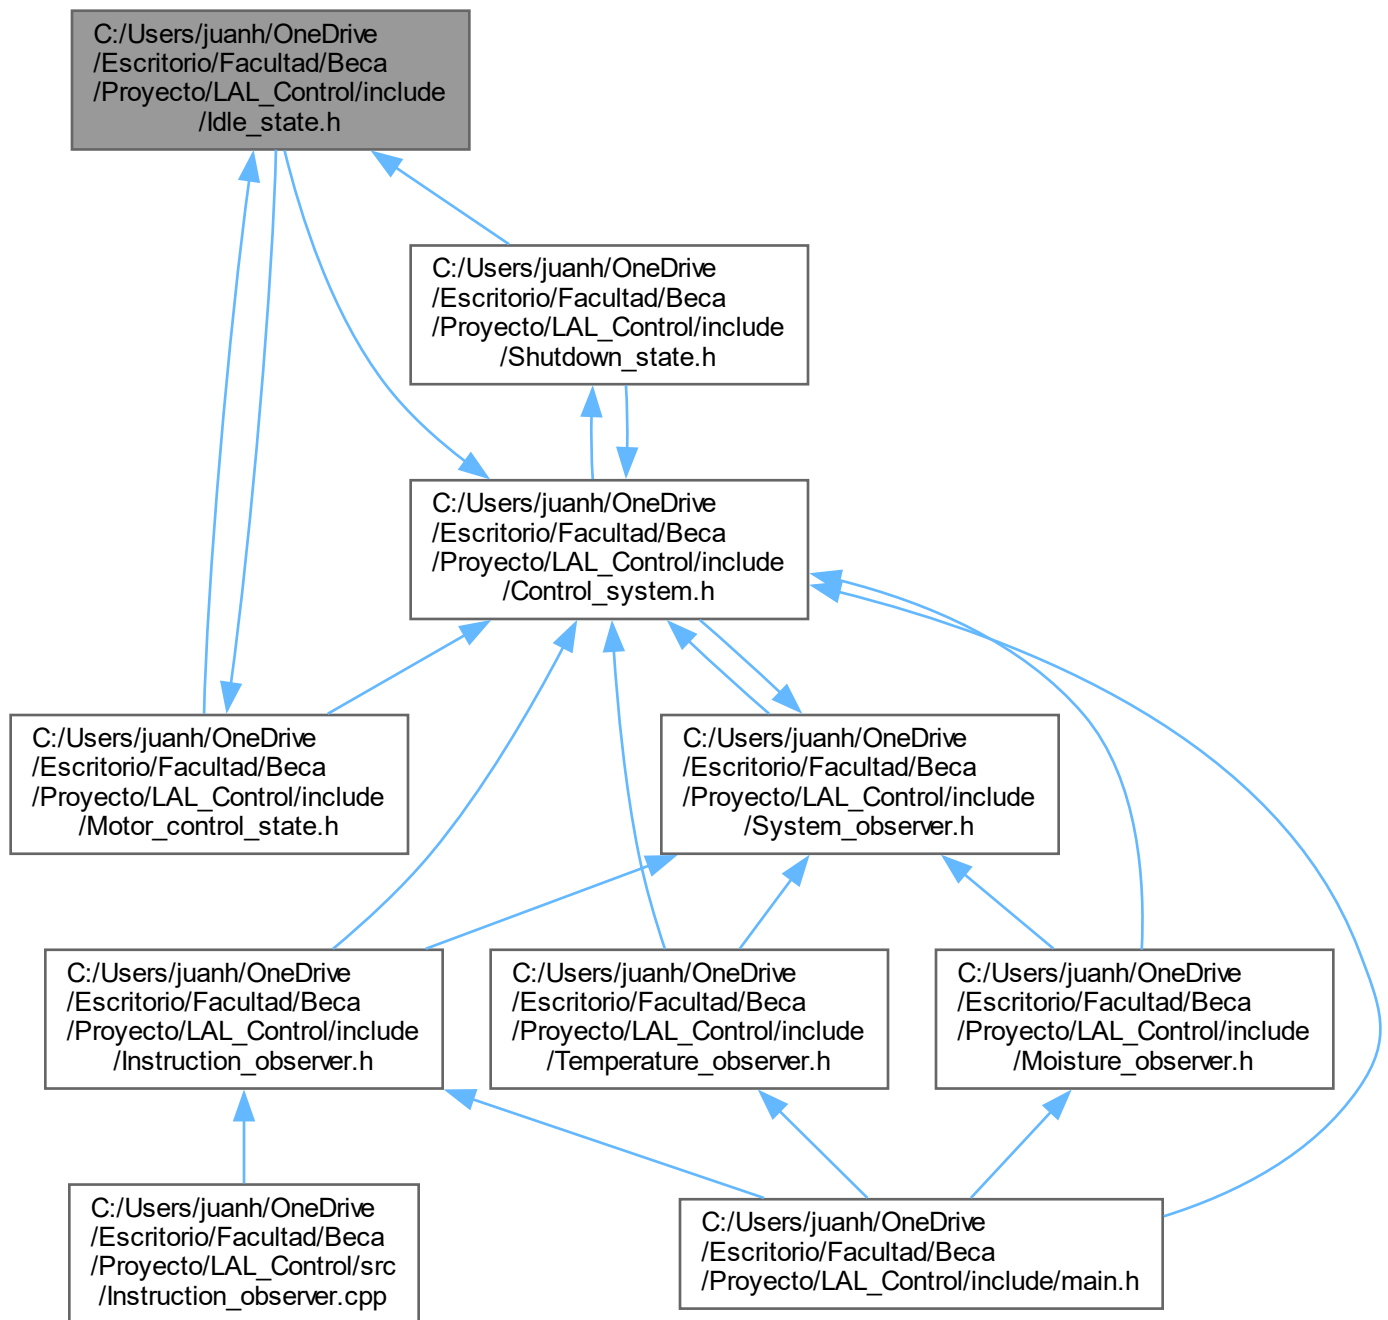 C:/Users/juanh/OneDrive
/Escritorio/Facultad/Beca
/Proyecto/LAL_Control/include
/Idle_state.h
C:/Users/juanh/OneDrive
/Escritorio/Facultad/Beca
/Proyecto/LAL_Control/include
/Shutdown_state.h
C:/Users/juanh/OneDrive
/Escritorio/Facultad/Beca
/Proyecto/LAL_Control/include
/Control_system.h
C:/Users/juanh/OneDrive
/Escritorio/Facultad/Beca
/Proyecto/LAL_Control/include
/Motor_control_state.h
C:/Users/juanh/OneDrive
/Escritorio/Facultad/Beca
/Proyecto/LAL_Control/include
/System_observer.h
C:/Users/juanh/OneDrive
/Escritorio/Facultad/Beca
/Proyecto/LAL_Control/include
/Instruction_observer.h
C:/Users/juanh/OneDrive
/Escritorio/Facultad/Beca
/Proyecto/LAL_Control/include
/Temperature_observer.h
C:/Users/juanh/OneDrive
/Escritorio/Facultad/Beca
/Proyecto/LAL_Control/include
/Moisture_observer.h
C:/Users/juanh/OneDrive
/Escritorio/Facultad/Beca
/Proyecto/LAL_Control/src
/Instruction_observer.cpp
C:/Users/juanh/OneDrive
/Escritorio/Facultad/Beca
/Proyecto/LAL_Control/include/main.h